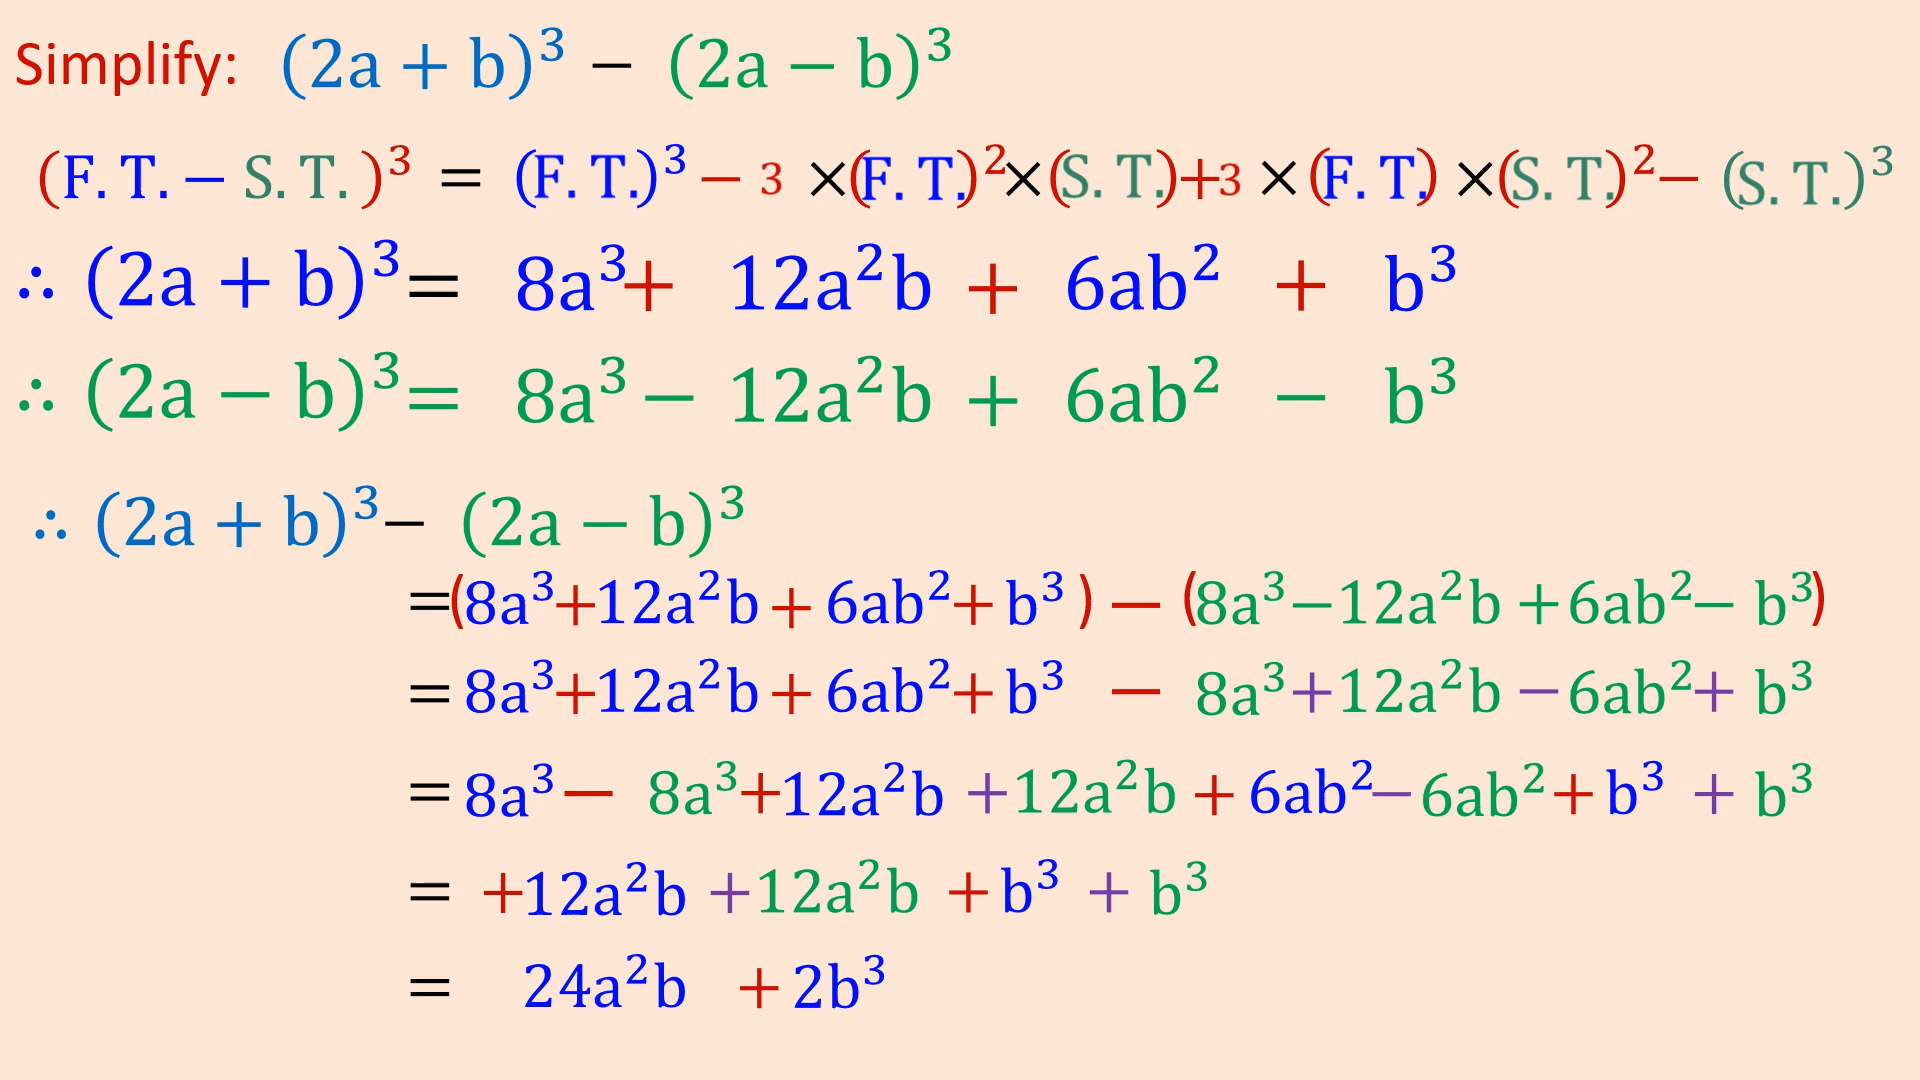 Simplify: (2a + b)³ − (2a − b)³
(F. T. − S. T. )³ = (F. T.)³ − 3 ×(F. T.)²×(S. T.)+3 × (F. T.) ×(S. T.)²− (S. T.)³
∴ (2a + b)³= 8a³+ 12a²b + 6ab² + b³
∴ (2a − b)³= 8a³ − 12a²b + 6ab² − b³
∴ (2a + b)³− (2a − b)³
=(8a³+12a²b + 6ab²+ b³ ) − (8a³−12a²b +6ab²− b³)
= 8a³+12a²b + 6ab²+ b³ − 8a³+12a²b −6ab²+ b³
= 8a³− 8a³+12a²b +12a²b + 6ab²−6ab²+ b³ + b³
= +12a²b +12a²b + b³ + b³
= 24a²b + 2b³